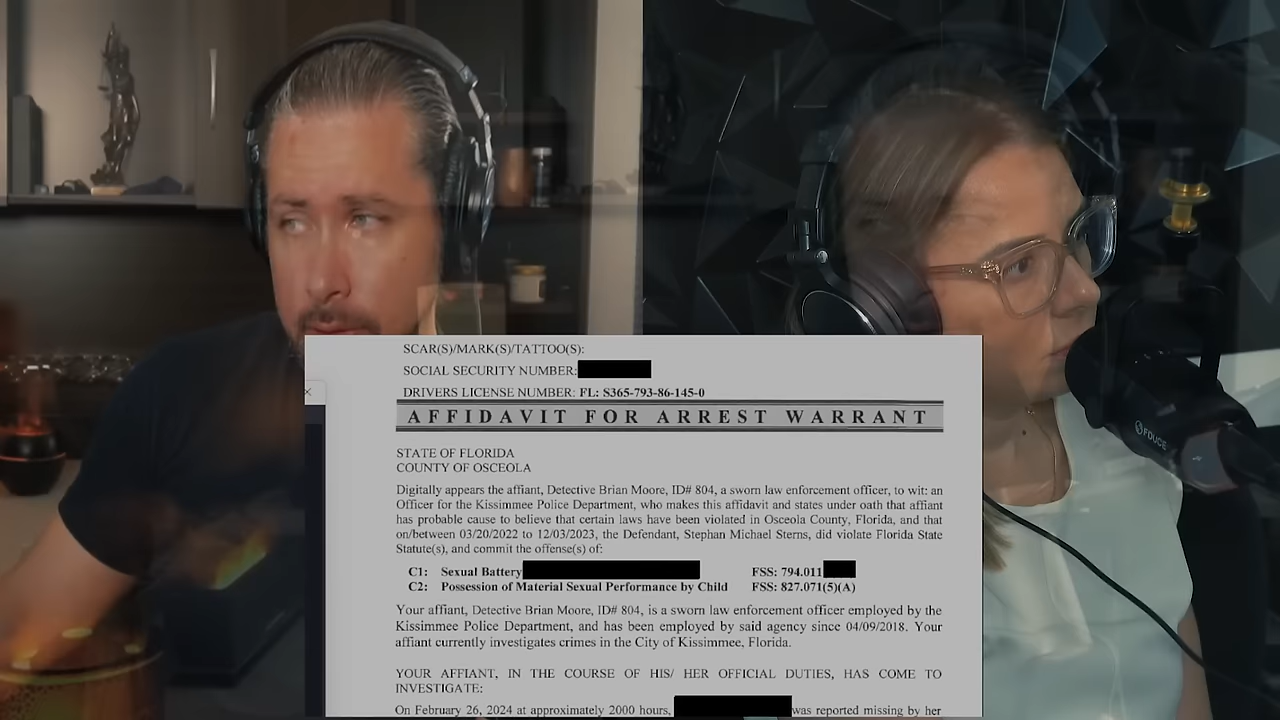 SCAR(S)/MARK(S)/TATTOO(S):
SOCIAL SECURITY NUMBER:
DRIVERS LICENSE NUMBER: FL: S365-793-86-145-0
AFFIDAVIT FOR ARREST WARRANT
STATE OF FLORIDA
COUNTY OF OSCEOLA
Digitally appears the affiant, Detective Brian Moore, ID# 804, a sworn law enforcement officer, to wit: an
Officer for the Kissimmee Police Department, who makes this affidavit and states under oath that affiant
has probable cause to believe that certain laws have been violated in Osceola County, Florida, and that
on/between 03/20/2022 to 12/03/2023, the Defendant, Stephan Michael Sterns, did violate Florida State
Statute(s), and commit the offense(s) of:
C1: Sexual Battery FSS: 794.011
C2: Possession of Material Sexual Performance by Child FSS: 827.071(5)(A)
Your affiant, Detective Brian Moore, ID# 804, is a sworn law enforcement officer employed by the
Kissimmee Police Department, and has been employed by said agency since 04/09/2018. Your
affiant currently investigates crimes in the City of Kissimmee, Florida.
YOUR AFFIANT, IN THE COURSE OF HIS/ HER OFFICIAL DUTIES, HAS COME TO
INVESTIGATE:
On February 26, 2024 at approximately 2000 hours, was reported missing by her
FDUCE